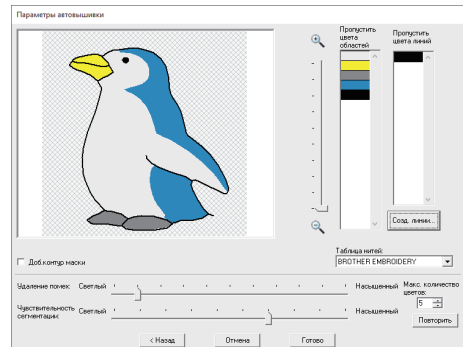 Параметры автовышивки
Пропустить
цвета
областей
Пропустить
цвета линий
Созд. линии...
Таблица нитей:
BROTHER EMBROIDERY
Доб.контур маски
Удаление помех: Светлый Насыщенный
Макс. количество
цветов:
5
Чувствительность
сегментации: Светлый Насыщенный
Повторить
< Назад Отмена Готово